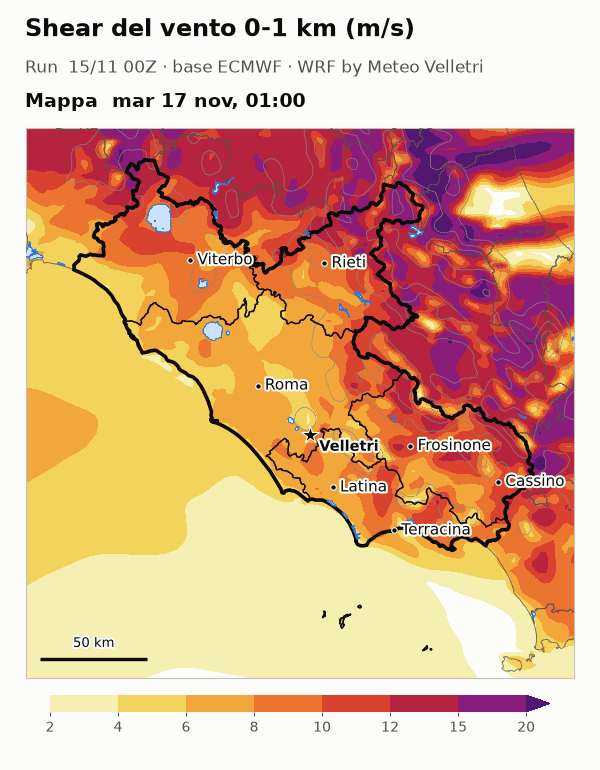 Shear del vento 0-1 km (m/s)
Run 15/11 00Z · base ECMWF · WRF by Meteo Velletri
Mappa mar 17 nov, 01:00
Viterbo
Rieti
Roma
Velletri
Frosinone
Cassino
Latina
Terracina
50 km
2 4 6 8 10 12 15 20